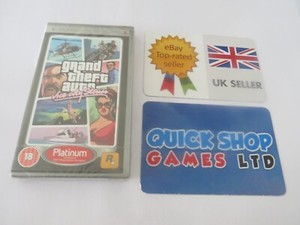 grand
theft
auto
Vice City Stories
18
Platinum
R
eBay
Top-rated
seller
UK SELLER
QUICK SHOP
GAMES LTD